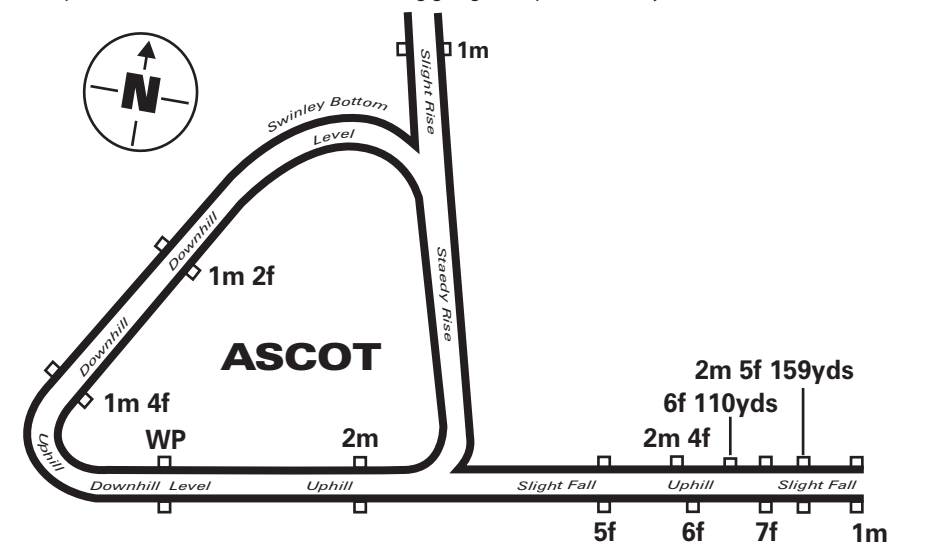 1m
Slight Rise
N
Swinley Bottom
Level
Downhill
1m 2f
Staedy Rise
Downhill
ASCOT
2m 5f 159yds
1m 4f
6f 110yds
WP
2m
2m 4f
Uphill
Downhill Level
Uphill
Slight Fall
Uphill
Slight Fall
5f
6f
7f
1m